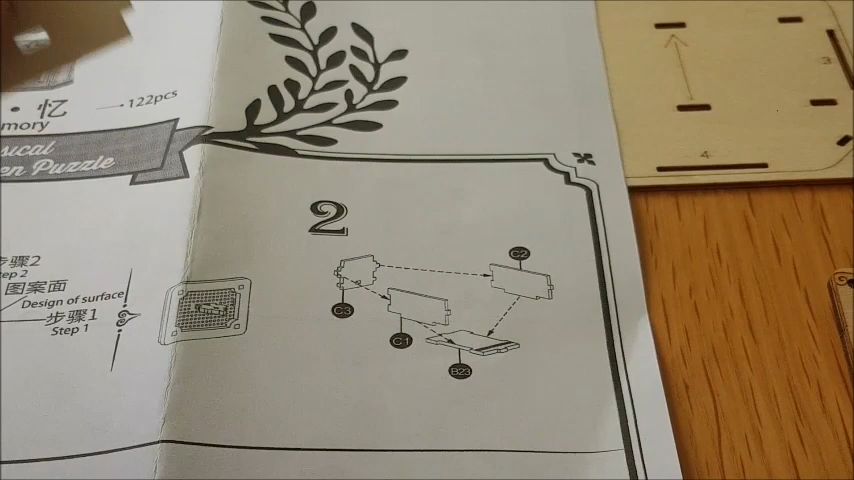 忆
122pcs
mory
sical
en Puzzle
2
步骤2
ep 2
图案面
Design of surface
步骤1
Step 1
C2
C3
C1
B23
3
4